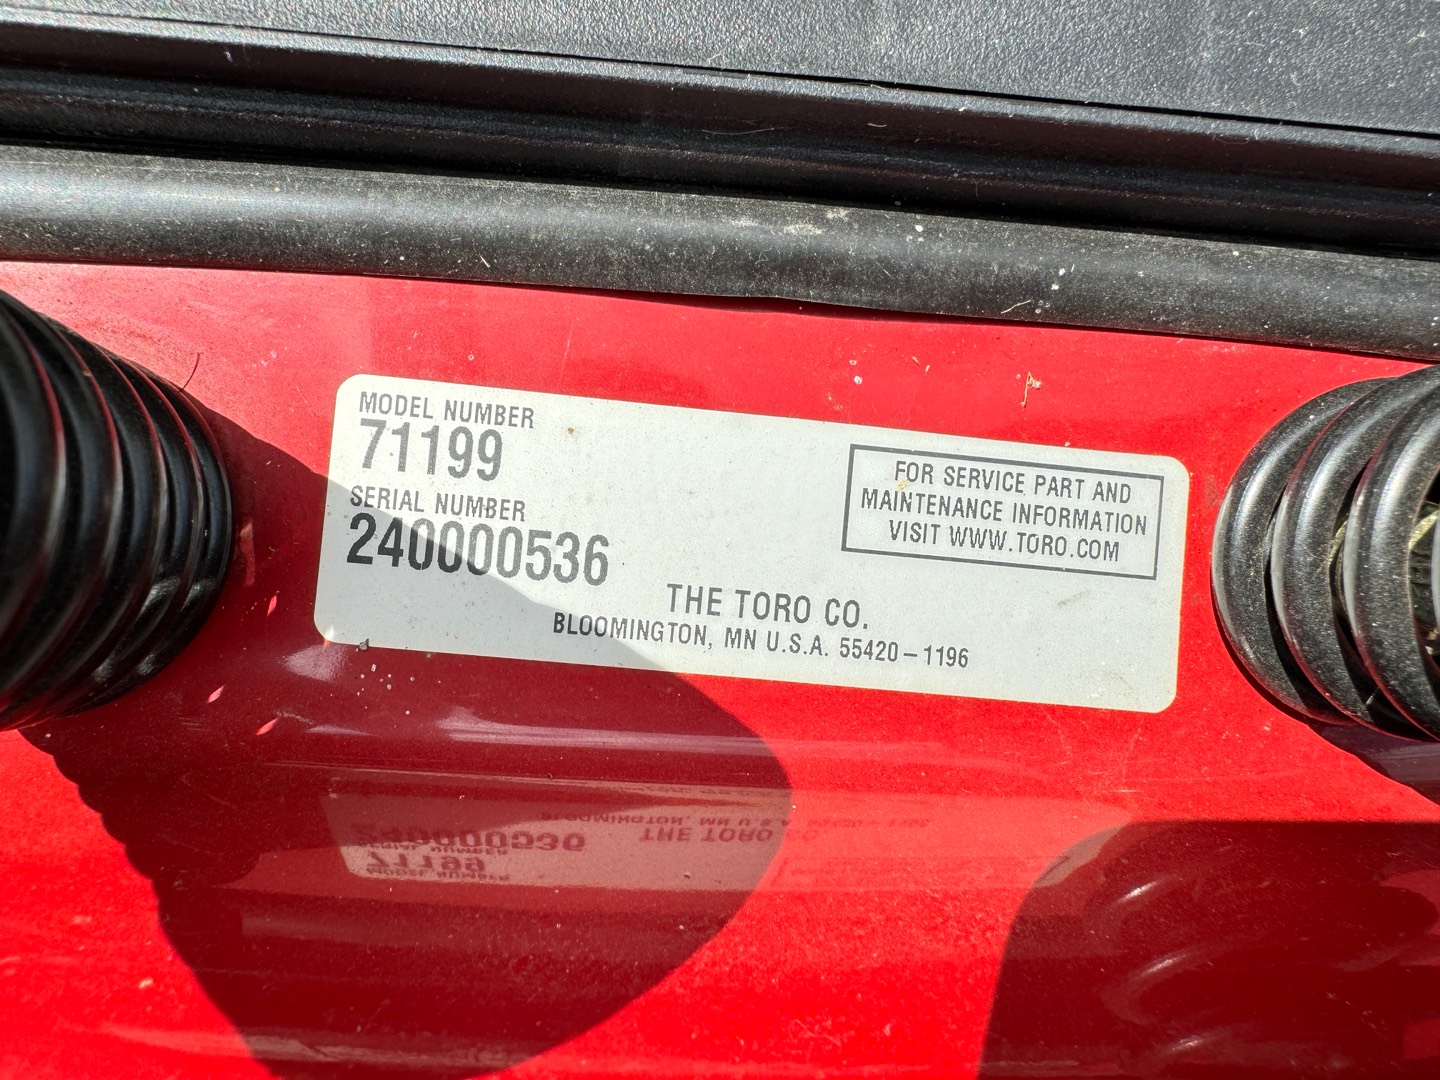 MODEL NUMBER
71199
SERIAL NUMBER
240000536
FOR SERVICE PART AND
MAINTENANCE INFORMATION
VISIT WWW.TORO.COM
THE TORO CO.
BLOOMINGTON, MN U.S.A. 55420-1196